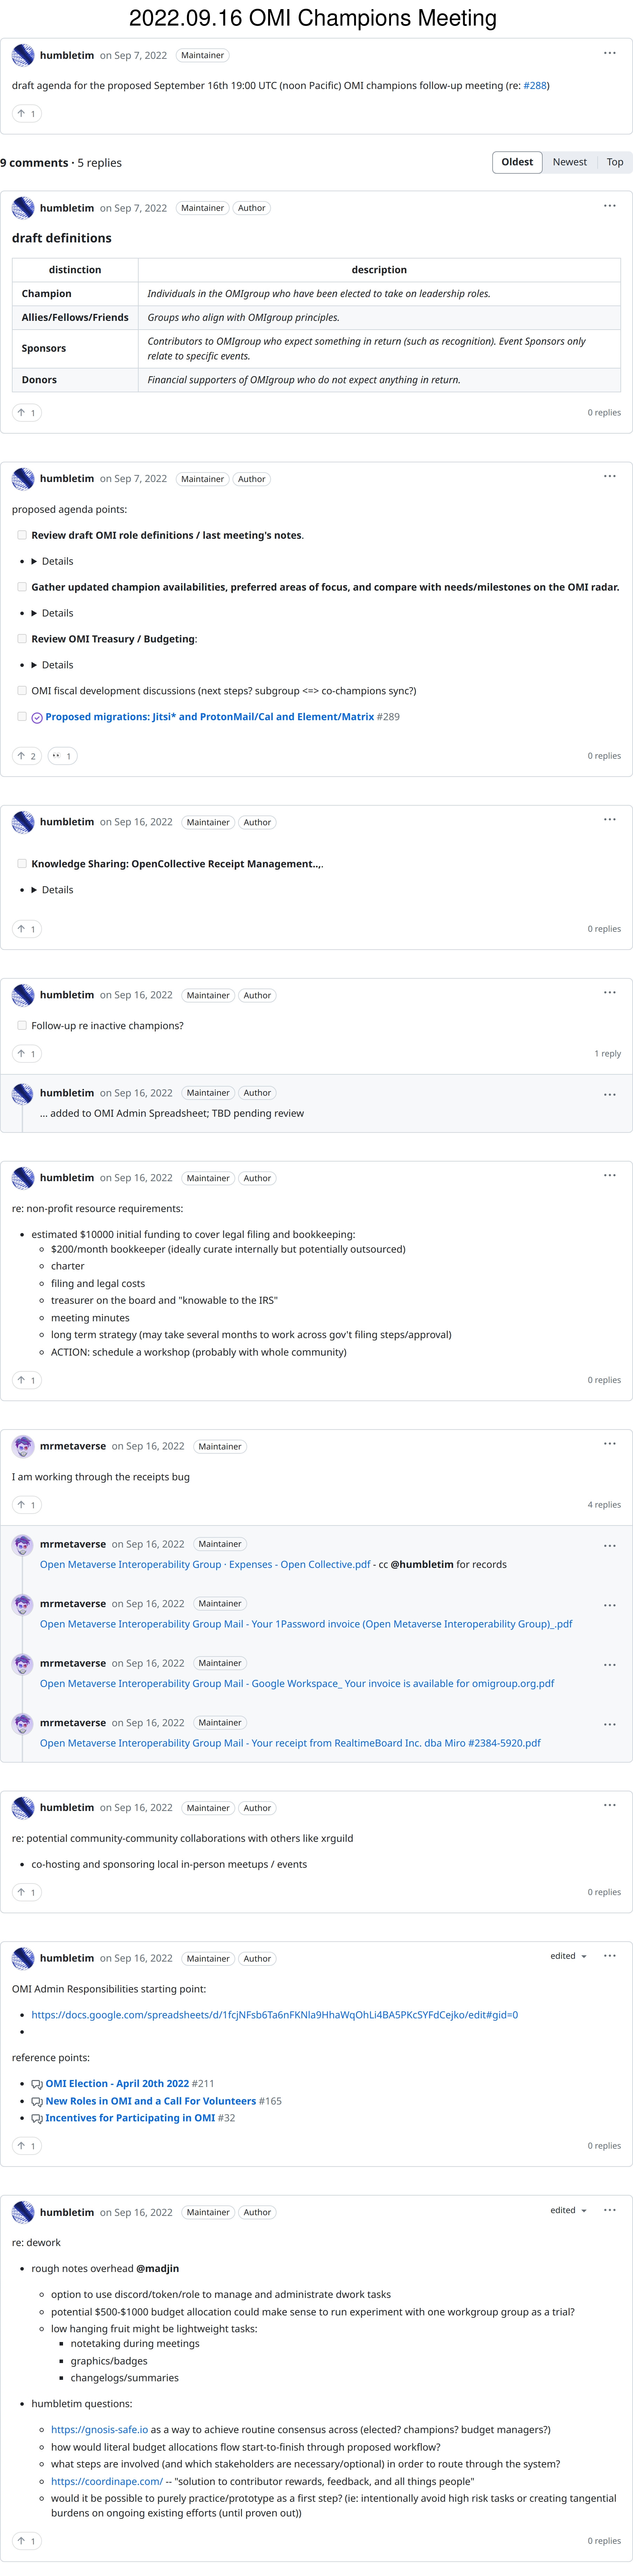 2022.09.16 OMI Champions Meeting
humbletim on Sep 7, 2022 Maintainer ...
draft agenda for the proposed September 16th 19:00 UTC (noon Pacific) OMI champions follow-up meeting (re: #288)
↑ 1
9 comments · 5 replies
Oldest Newest Top
humbletim on Sep 7, 2022 Maintainer Author ...
draft definitions
distinction description
Champion Individuals in the OMIgroup who have been elected to take on leadership roles.
Allies/Fellows/Friends Groups who align with OMIgroup principles.
Sponsors Contributors to OMIgroup who expect something in return (such as recognition). Event Sponsors only
relate to specific events.
Donors Financial supporters of OMIgroup who do not expect anything in return.
↑ 1 0 replies
humbletim on Sep 7, 2022 Maintainer Author ...
proposed agenda points:
Review draft OMI role definitions / last meeting's notes.
• ▶ Details
Gather updated champion availabilities, preferred areas of focus, and compare with needs/milestones on the OMI radar.
• ▶ Details
Review OMI Treasury / Budgeting:
• ▶ Details
OMI fiscal development discussions (next steps? subgroup <=> co-champions sync?)
Proposed migrations: Jitsi* and ProtonMail/Cal and Element/Matrix #289
↑ 2 👀 1 0 replies
humbletim on Sep 16, 2022 Maintainer Author ...
Knowledge Sharing: OpenCollective Receipt Management..,.
• ▶ Details
↑ 1 0 replies
humbletim on Sep 16, 2022 Maintainer Author ...
Follow-up re inactive champions?
↑ 1 1 reply
humbletim on Sep 16, 2022 Maintainer Author ...
... added to OMI Admin Spreadsheet; TBD pending review
humbletim on Sep 16, 2022 Maintainer Author ...
re: non-profit resource requirements:
• estimated $10000 initial funding to cover legal filing and bookkeeping:
◦ $200/month bookkeeper (ideally curate internally but potentially outsourced)
◦ charter
◦ filing and legal costs
◦ treasurer on the board and "knowable to the IRS"
◦ meeting minutes
◦ long term strategy (may take several months to work across gov't filing steps/approval)
◦ ACTION: schedule a workshop (probably with whole community)
↑ 1 0 replies
mrmetaverse on Sep 16, 2022 Maintainer ...
I am working through the receipts bug
↑ 1 4 replies
mrmetaverse on Sep 16, 2022 Maintainer ...
Open Metaverse Interoperability Group · Expenses - Open Collective.pdf - cc @humbletim for records
mrmetaverse on Sep 16, 2022 Maintainer ...
Open Metaverse Interoperability Group Mail - Your 1Password invoice (Open Metaverse Interoperability Group)_.pdf
mrmetaverse on Sep 16, 2022 Maintainer ...
Open Metaverse Interoperability Group Mail - Google Workspace_ Your invoice is available for omigroup.org.pdf
mrmetaverse on Sep 16, 2022 Maintainer ...
Open Metaverse Interoperability Group Mail - Your receipt from RealtimeBoard Inc. dba Miro #2384-5920.pdf
humbletim on Sep 16, 2022 Maintainer Author ...
re: potential community-community collaborations with others like xrguild
• co-hosting and sponsoring local in-person meetups / events
↑ 1 0 replies
humbletim on Sep 16, 2022 Maintainer Author edited ...
OMI Admin Responsibilities starting point:
• https://docs.google.com/spreadsheets/d/1fcjNFsb6Ta6nFKNla9HhaWqOhLi4BA5PKcSYFdCejko/edit#gid=0
•
reference points:
• OMI Election - April 20th 2022 #211
• New Roles in OMI and a Call For Volunteers #165
• Incentives for Participating in OMI #32
↑ 1 0 replies
humbletim on Sep 16, 2022 Maintainer Author edited ...
re: dework
• rough notes overhead @madjin
◦ option to use discord/token/role to manage and administrate dwork tasks
◦ potential $500-$1000 budget allocation could make sense to run experiment with one workgroup group as a trial?
◦ low hanging fruit might be lightweight tasks:
▪ notetaking during meetings
▪ graphics/badges
▪ changelogs/summaries
• humbletim questions:
◦ https://gnosis-safe.io as a way to achieve routine consensus across (elected? champions? budget managers?)
◦ how would literal budget allocations flow start-to-finish through proposed workflow?
◦ what steps are involved (and which stakeholders are necessary/optional) in order to route through the system?
◦ https://coordinape.com/ -- "solution to contributor rewards, feedback, and all things people"
◦ would it be possible to purely practice/prototype as a first step? (ie: intentionally avoid high risk tasks or creating tangential
burdens on ongoing existing efforts (until proven out))
↑ 1 0 replies